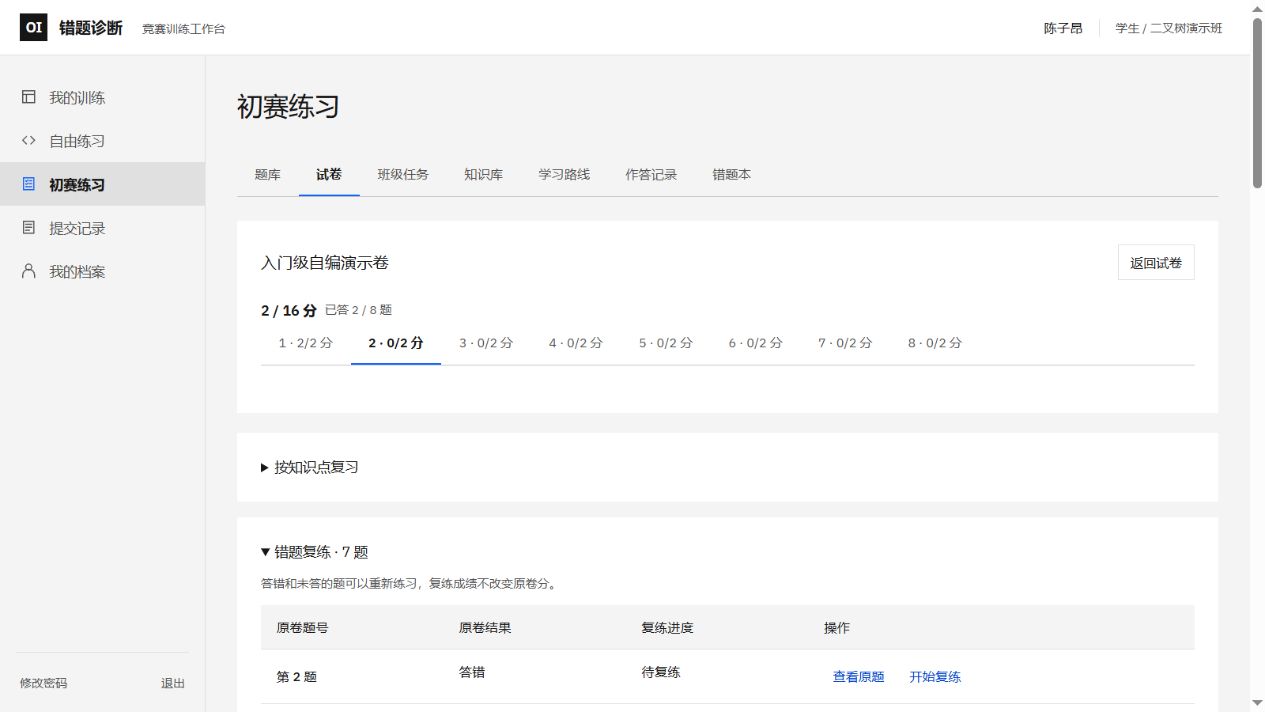 OI 错题诊断 竞赛训练工作台 陈子昂 学生 / 二叉树演示班
我的训练
自由练习
初赛练习
提交记录
我的档案
修改密码 退出
初赛练习
题库 试卷 班级任务 知识库 学习路线 作答记录 错题本
入门级自编演示卷 返回试卷
2 / 16 分 已答 2 / 8 题
1 · 2/2 分 2 · 0/2 分 3 · 0/2 分 4 · 0/2 分 5 · 0/2 分 6 · 0/2 分 7 · 0/2 分 8 · 0/2 分
按知识点复习
错题复练 · 7 题
答错和未答的题可以重新练习，复练成绩不改变原卷分。
原卷题号 原卷结果 复练进度 操作
第 2 题 答错 待复练 查看原题 开始复练